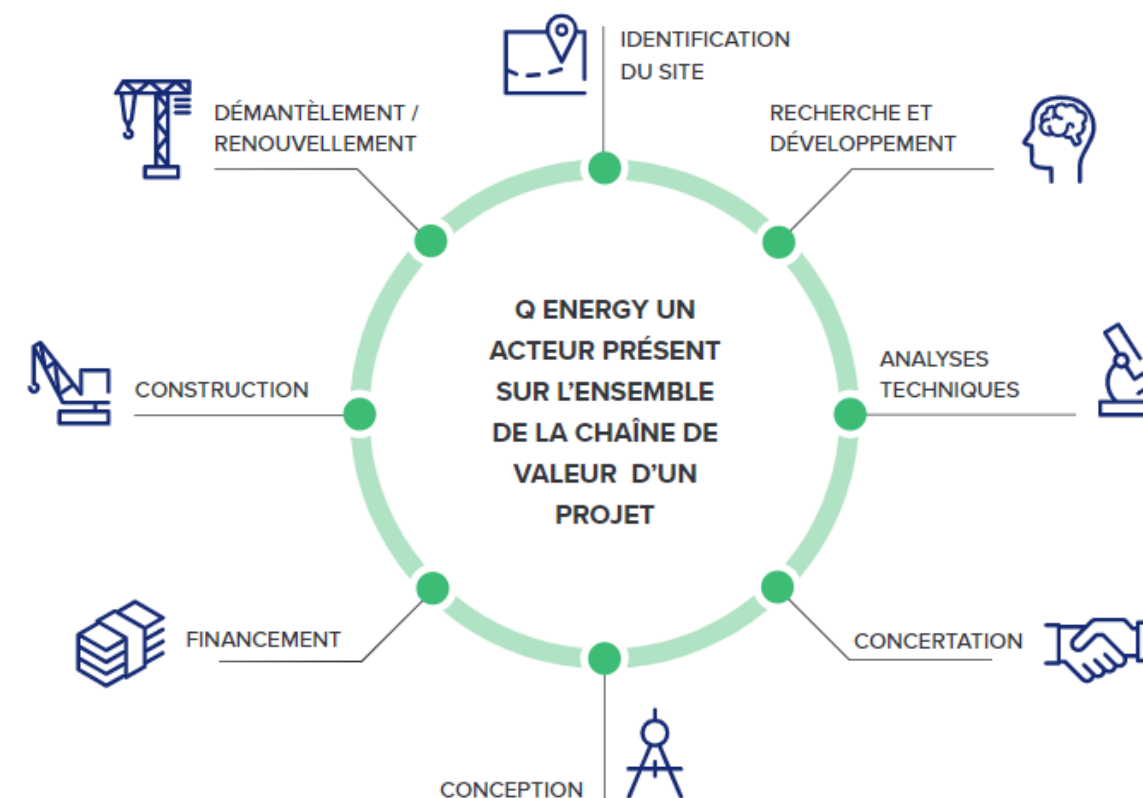 IDENTIFICATION
DU SITE
RECHERCHE ET
DÉVELOPPEMENT
ANALYSES
TECHNIQUES
CONCERTATION
CONCEPTION
FINANCEMENT
CONSTRUCTION
DÉMANTÈLEMENT /
RENOUVELLEMENT
Q ENERGY UN
ACTEUR PRÉSENT
SUR L’ENSEMBLE
DE LA CHAÎNE DE
VALEUR D’UN
PROJET